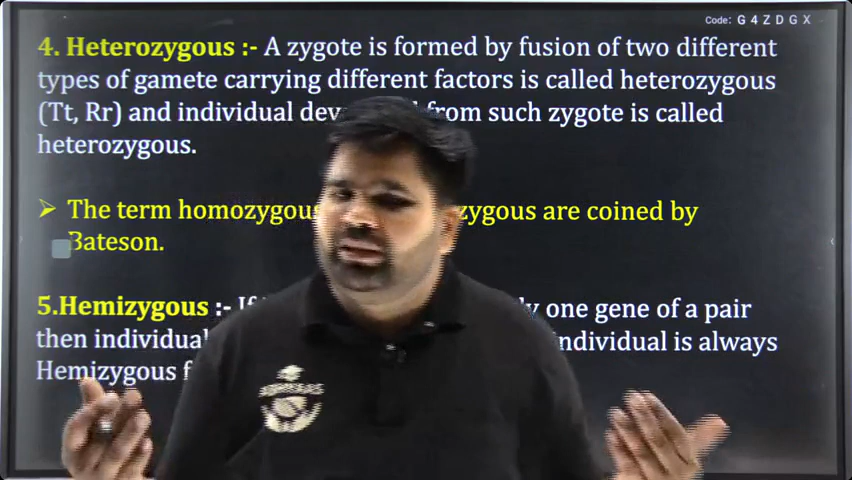 Code: G 4 Z D G X
4. Heterozygous :- A zygote is formed by fusion of two different
types of gamete carrying different factors is called heterozygous
(Tt, Rr) and individual dev from such zygote is called
heterozygous.
➢ The term homozygous zygous are coined by
Bateson.
5.Hemizygous :- If one gene of a pair
then individual individual is always
Hemizygous